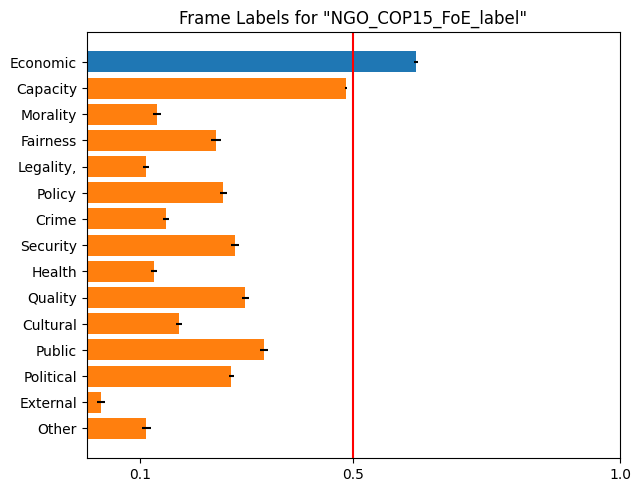 Frame Labels for "NGO_COP15_FoE_label"
Economic
Capacity
Morality
Fairness
Legality,
Policy
Crime
Security
Health
Quality
Cultural
Public
Political
External
Other
0.1 0.5 1.0